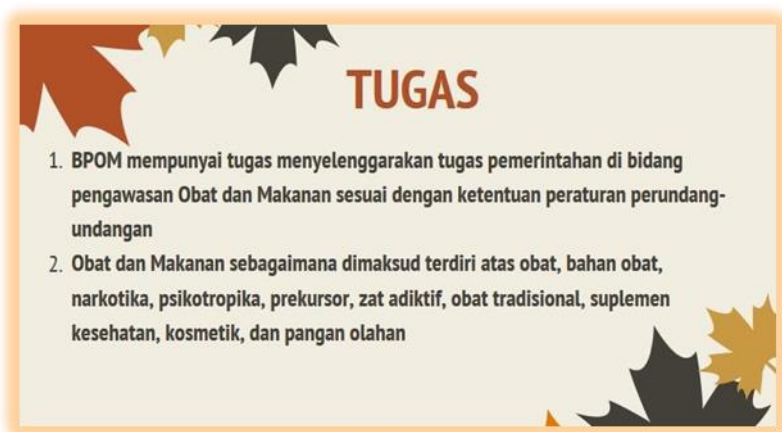 TUGAS
1. BPOM mempunyai tugas menyelenggarakan tugas pemerintahan di bidang
pengawasan Obat dan Makanan sesuai dengan ketentuan peraturan perundang-
undangan
2. Obat dan Makanan sebagaimana dimaksud terdiri atas obat, bahan obat,
narkotika, psikotropika, prekursor, zat adiktif, obat tradisional, suplemen
kesehatan, kosmetik, dan pangan olahan